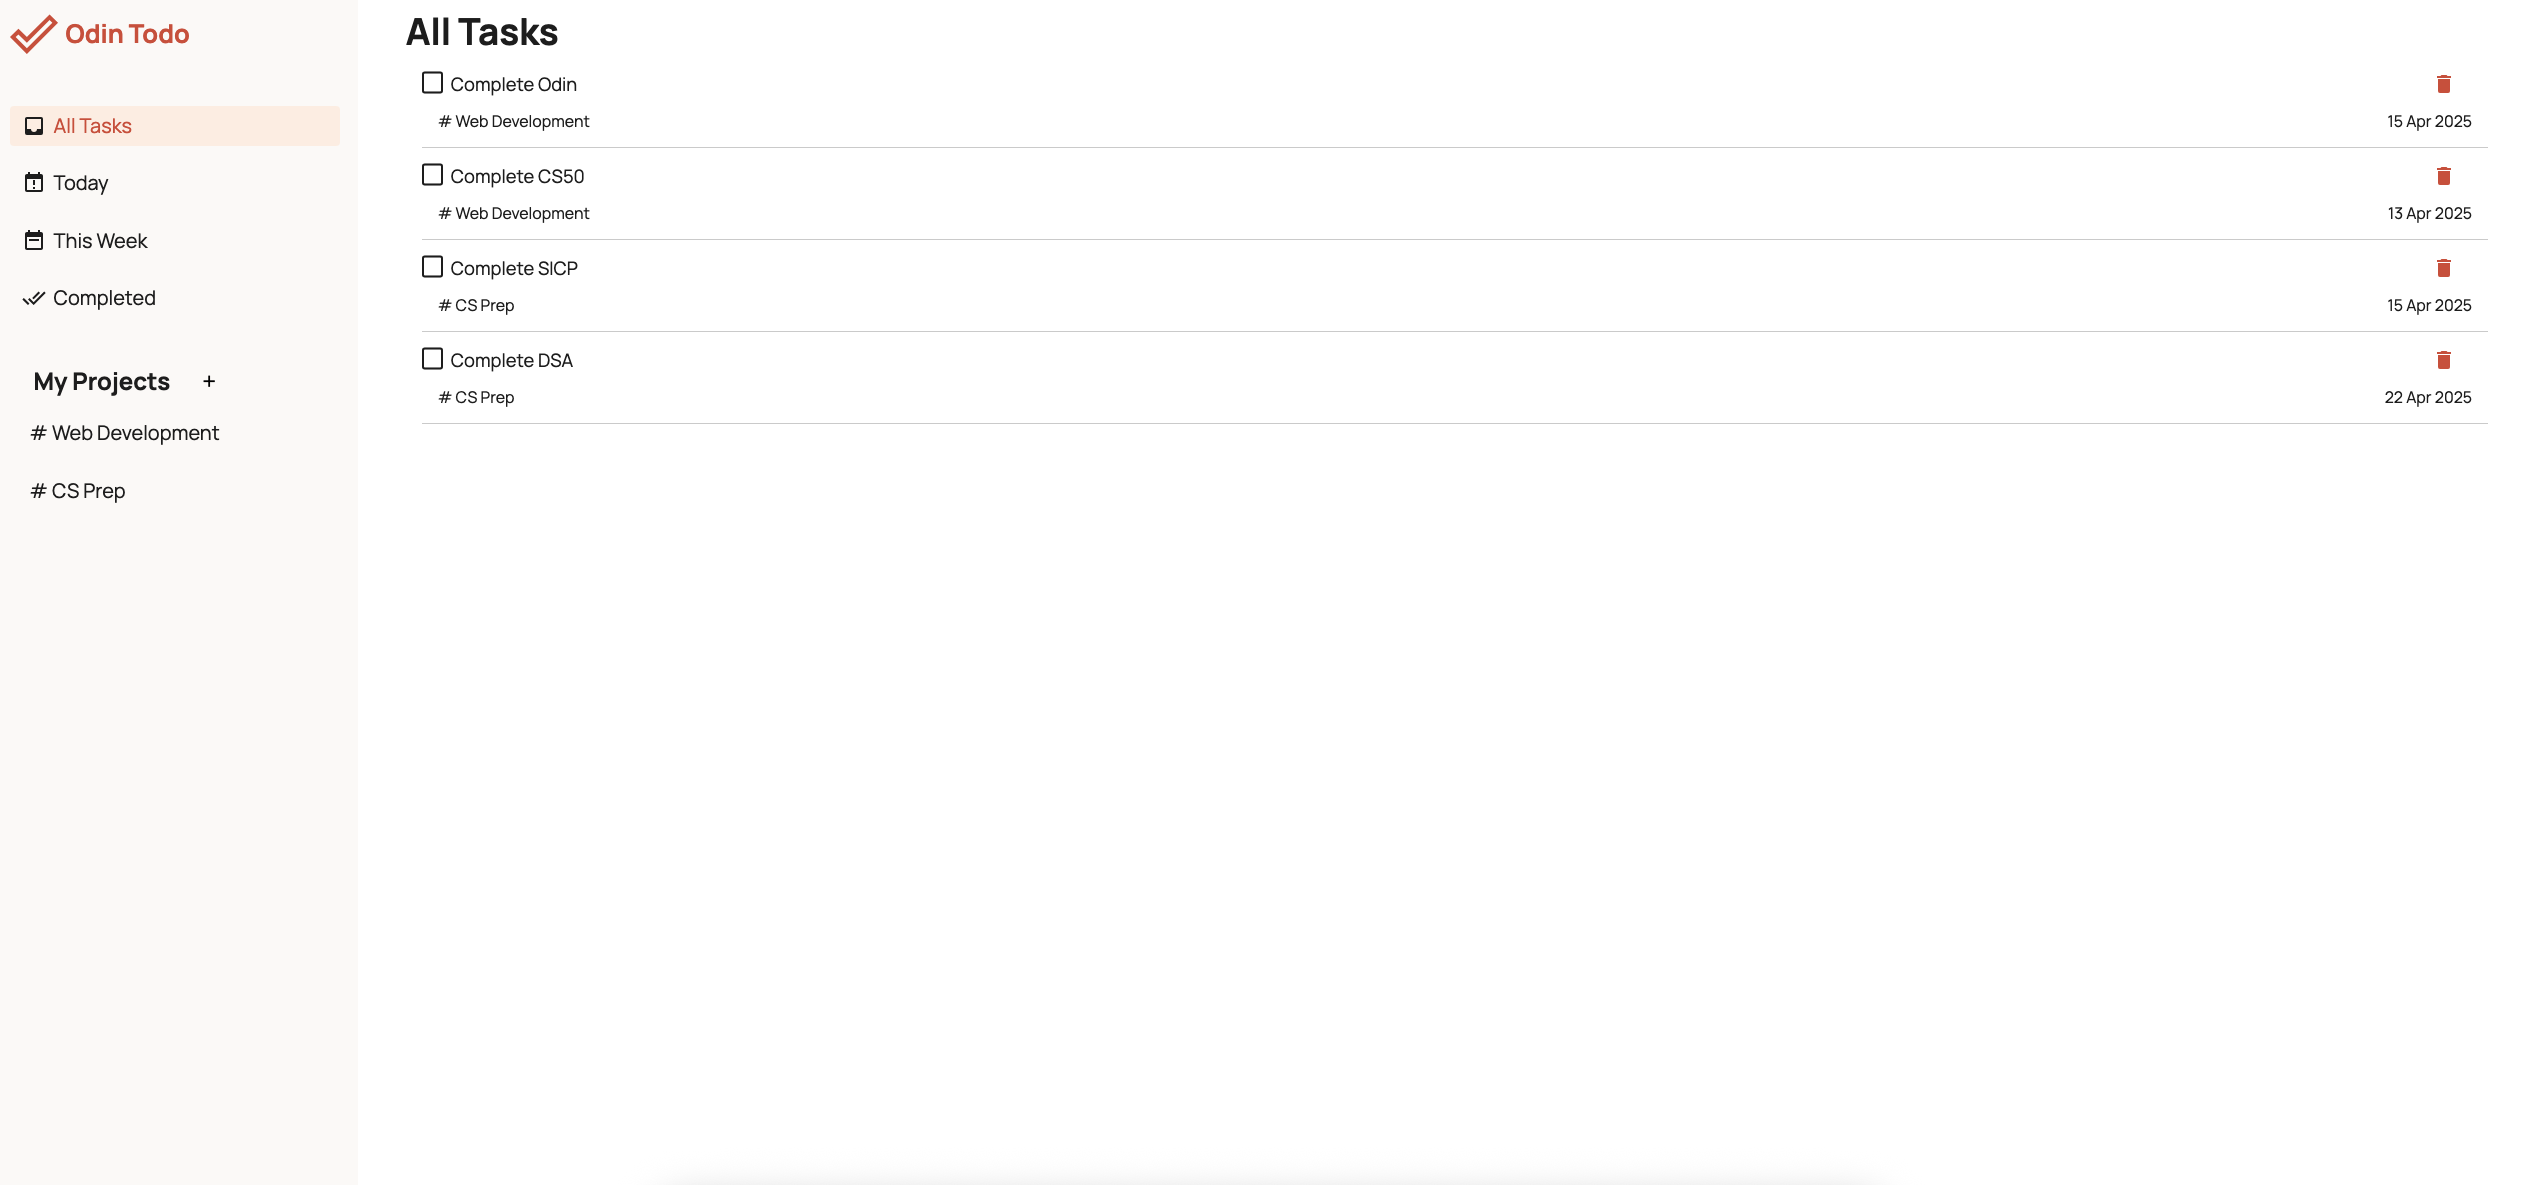 Odin Todo
All Tasks
Today
This Week
Completed
My Projects +
# Web Development
# CS Prep
All Tasks
Complete Odin
# Web Development 15 Apr 2025
Complete CS50
# Web Development 13 Apr 2025
Complete SICP
# CS Prep 15 Apr 2025
Complete DSA
# CS Prep 22 Apr 2025